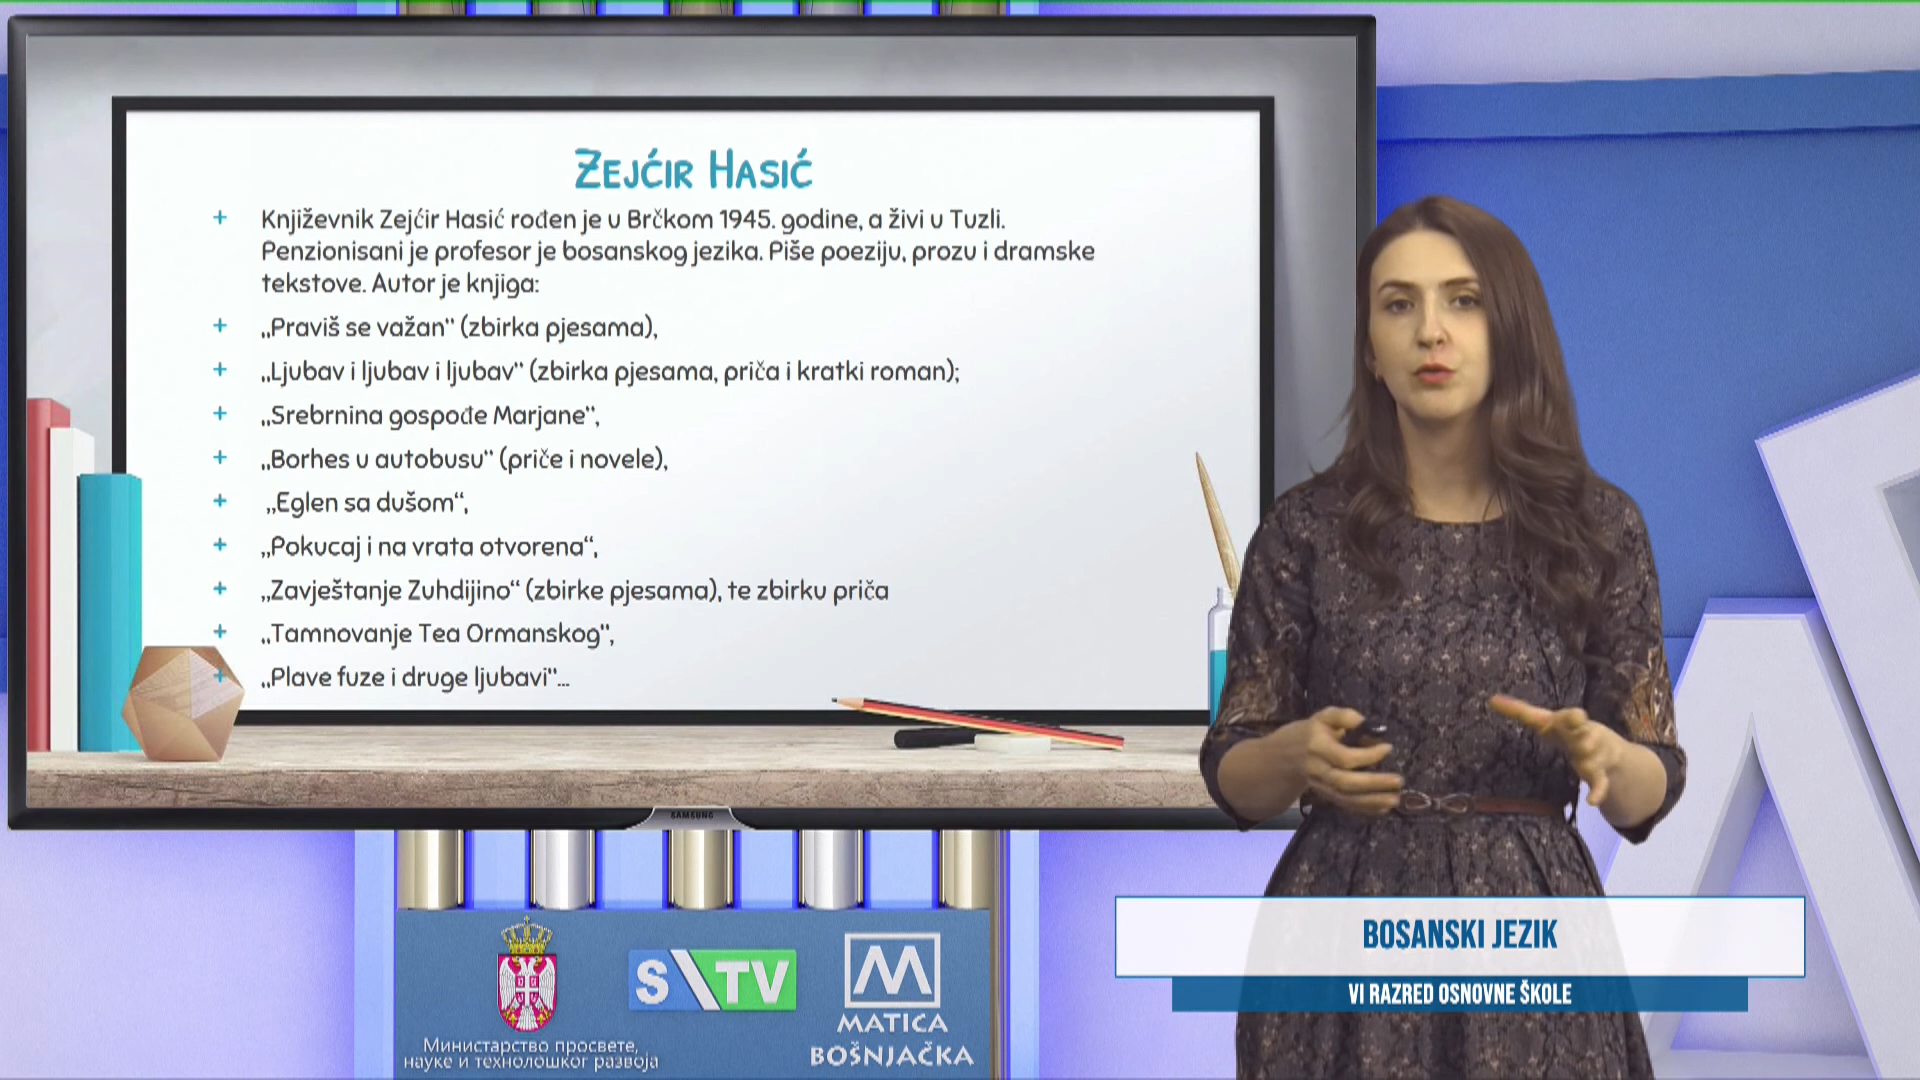 Zejćir Hasić
+ Književnik Zejćir Hasić rođen je u Brčkom 1945. godine, a živi u Tuzli.
Penzionisani je profesor je bosanskog jezika. Piše poeziju, prozu i dramske
tekstove. Autor je knjiga:
+ „Praviš se važan“ (zbirka pjesama),
+ „Ljubav i ljubav i ljubav“ (zbirka pjesama, priča i kratki roman);
+ „Srebrnina gospođe Marjane“,
+ „Borhes u autobusu“ (priče i novele),
+ „Eglen sa dušom“,
+ „Pokucaj i na vrata otvorena“,
+ „Zavještanje Zuhdijino“ (zbirke pjesama), te zbirku priča
+ „Tamnovanje Tea Ormanskog“,
+ „Plave fuze i druge ljubavi“...
SAMSUNG
BOSANSKI JEZIK
VI RAZRED OSNOVNE ŠKOLE
Министарство просвете,
науке и технолошког развоја
S TV
MATICA
BOŠNJAČKA